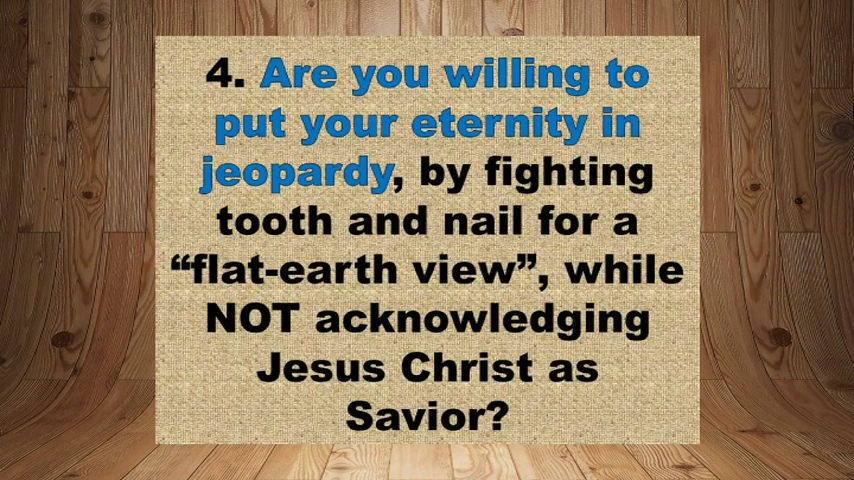 4. Are you willing to
put your eternity in
jeopardy, by fighting
tooth and nail for a
“flat-earth view”, while
NOT acknowledging
Jesus Christ as
Savior?